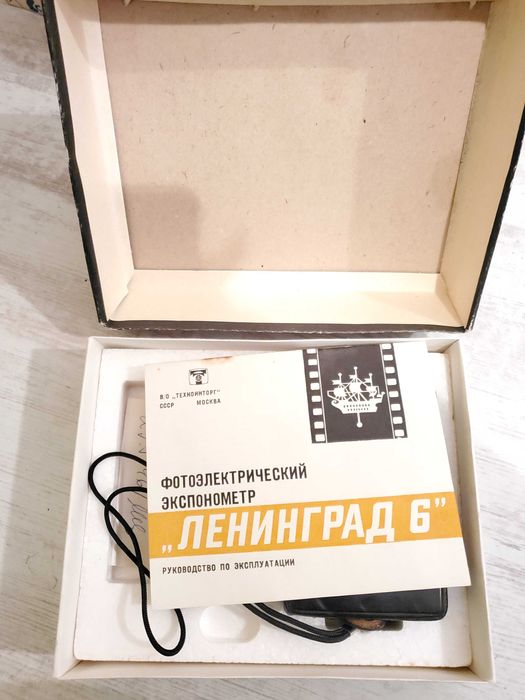 В/О „ТЕХНОИНТОРГ"
СССР МОСКВА
ФОТОЭЛЕКТРИЧЕСКИЙ
ЭКСПОНОМЕТР
„ЛЕНИНГРАД 6"
РУКОВОДСТВО ПО ЭКСПЛУАТАЦИИ